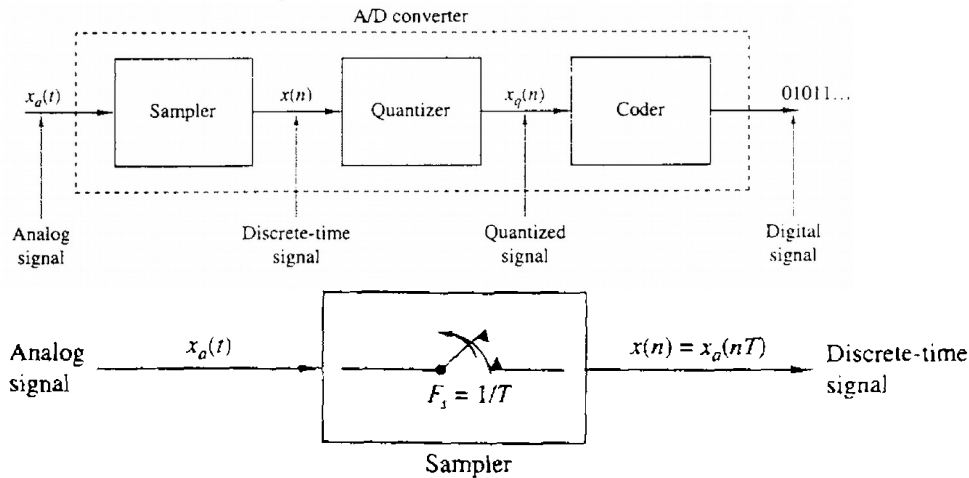 A/D converter
x_a(t)
Sampler
x(n)
Quantizer
x_q(n)
Coder
01011...
Analog
signal
Discrete-time
signal
Quantized
signal
Digital
signal
Analog
signal
x_a(t)
F_s = 1/T
x(n) = x_a(nT)
Discrete-time
signal
Sampler